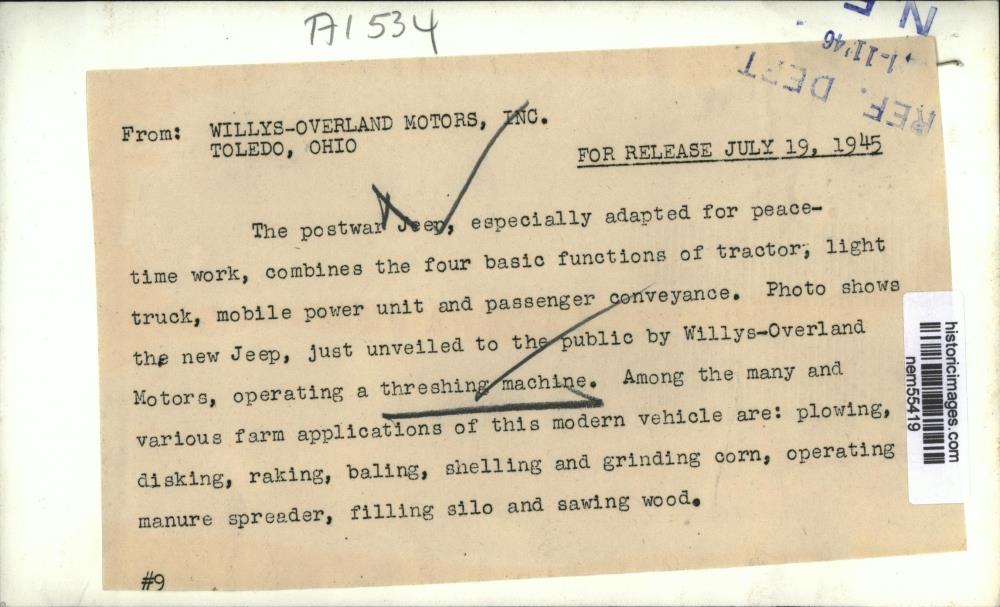 A1534
N E
1-11'46
REF. DEPT
From: WILLYS-OVERLAND MOTORS, INC.
TOLEDO, OHIO
FOR RELEASE JULY 19, 1945
The postwar Jeep, especially adapted for peace-
time work, combines the four basic functions of tractor, light
truck, mobile power unit and passenger conveyance. Photo shows
the new Jeep, just unveiled to the public by Willys-Overland
Motors, operating a threshing machine. Among the many and
various farm applications of this modern vehicle are: plowing,
disking, raking, baling, shelling and grinding corn, operating
manure spreader, filling silo and sawing wood.
#9
historicimages.com
nem55419